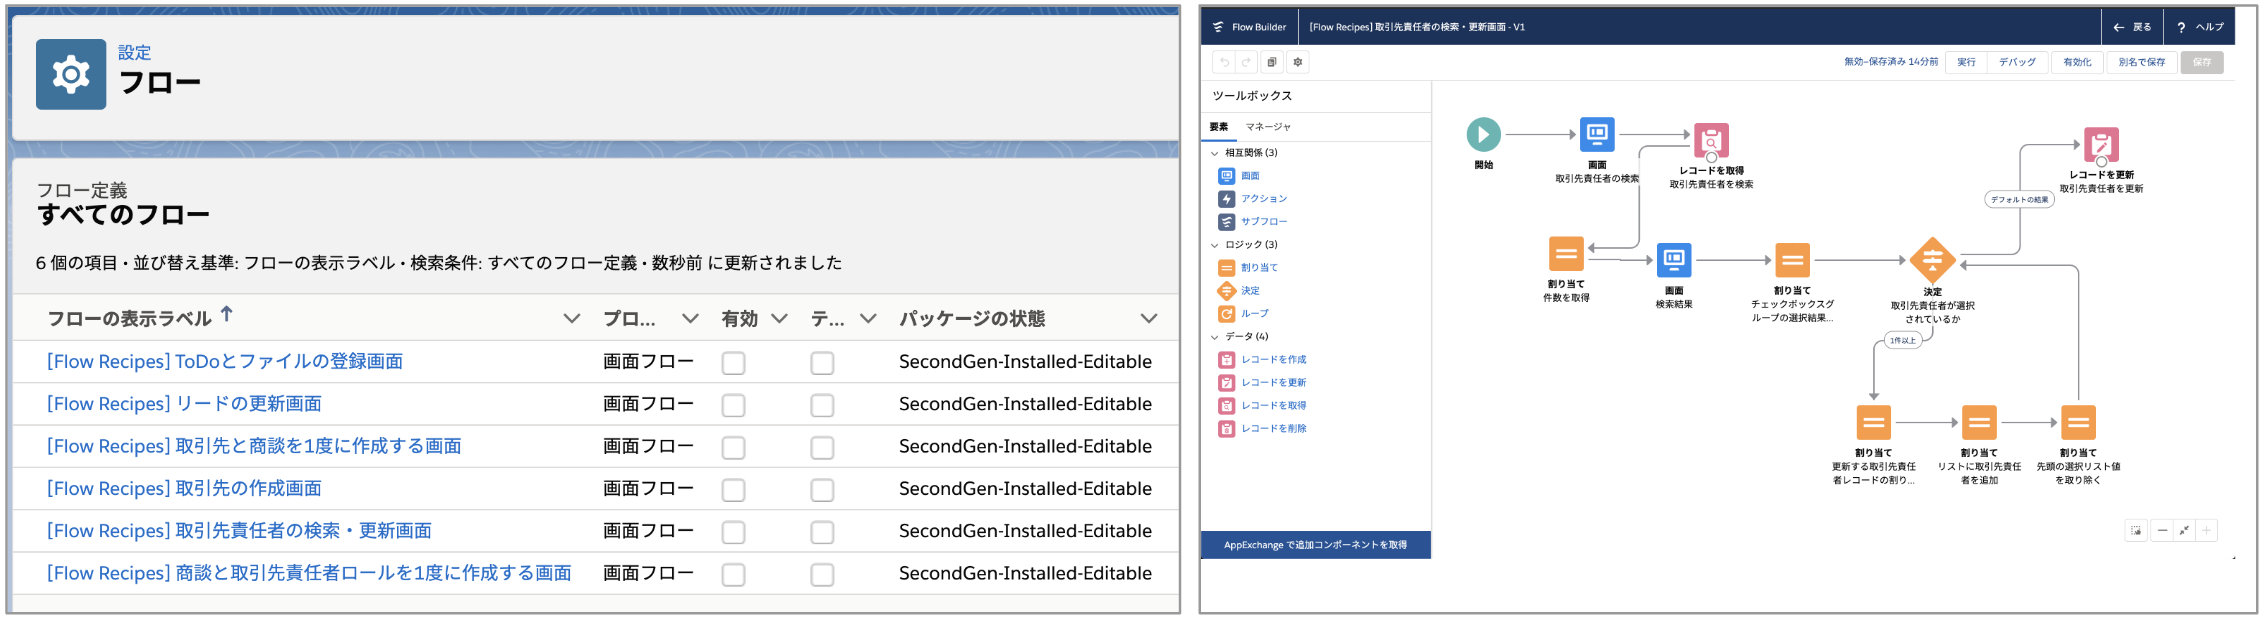 設定
フロー
フロー定義
すべてのフロー
6 個の項目・並び替え基準: フローの表示ラベル・検索条件: すべてのフロー定義・数秒前 に更新されました
フローの表示ラベル プロ... 有効 テ... パッケージの状態
[Flow Recipes] ToDoとファイルの登録画面 画面フロー SecondGen-Installed-Editable
[Flow Recipes] リードの更新画面 画面フロー SecondGen-Installed-Editable
[Flow Recipes] 取引先と商談を1度に作成する画面 画面フロー SecondGen-Installed-Editable
[Flow Recipes] 取引先の作成画面 画面フロー SecondGen-Installed-Editable
[Flow Recipes] 取引先責任者の検索・更新画面 画面フロー SecondGen-Installed-Editable
[Flow Recipes] 商談と取引先責任者ロールを1度に作成する画面 画面フロー SecondGen-Installed-Editable
Flow Builder [Flow Recipes] 取引先責任者の検索・更新画面 - V1 戻る ? ヘルプ
無効–保存済み 14分前 実行 デバッグ 有効化 別名で保存 保存
ツールボックス
要素 マネージャ
相互関係 (3)
画面
アクション
サブフロー
ロジック (3)
割り当て
決定
ループ
データ (4)
レコードを作成
レコードを更新
レコードを取得
レコードを削除
AppExchange で追加コンポーネントを取得
開始
画面
取引先責任者の検索
レコードを取得
取引先責任者を検索
割り当て
件数を取得
画面
検索結果
割り当て
チェックボックスグ
ループの選択結果...
決定
取引先責任者が選択
されているか
デフォルトの結果
レコードを更新
取引先責任者を更新
1件以上
割り当て
更新する取引先責任
者レコードの割り...
割り当て
リストに取引先責任
者を追加
割り当て
先頭の選択リスト値
を取り除く